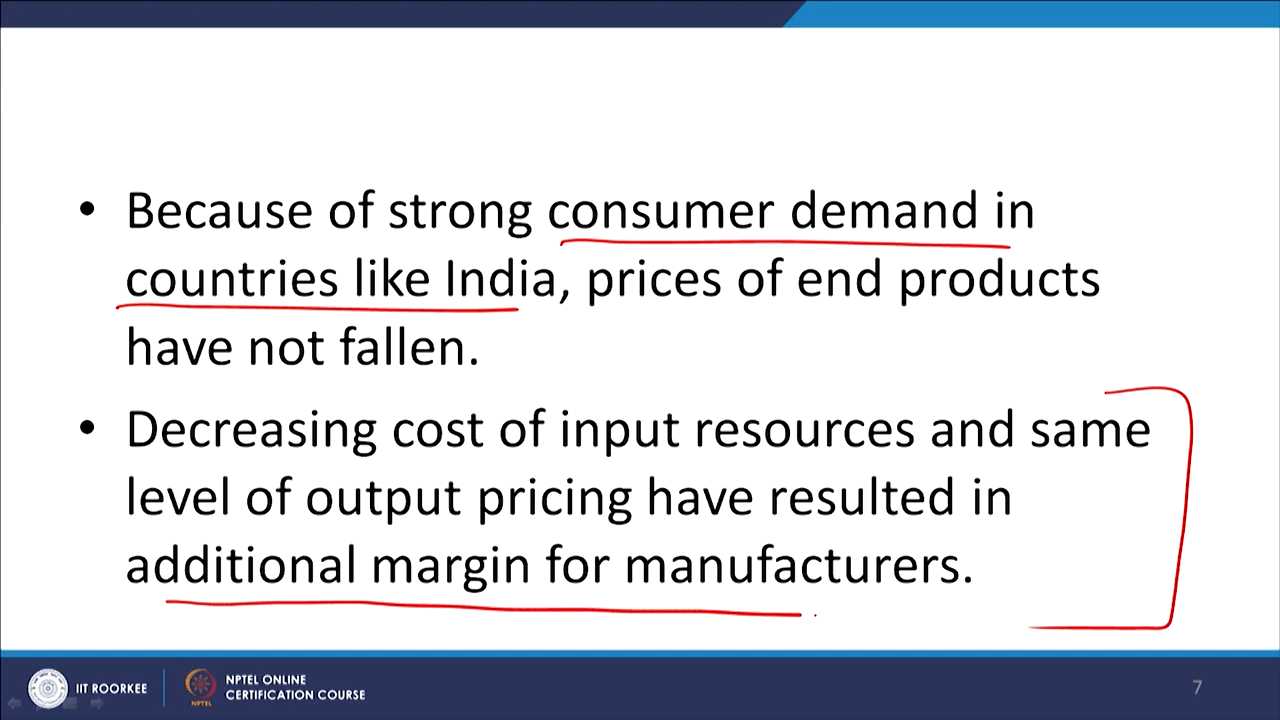 • Because of strong consumer demand in
countries like India, prices of end products
have not fallen.
• Decreasing cost of input resources and same
level of output pricing have resulted in
additional margin for manufacturers.
IIT ROORKEE
NPTEL
NPTEL ONLINE
CERTIFICATION COURSE
7